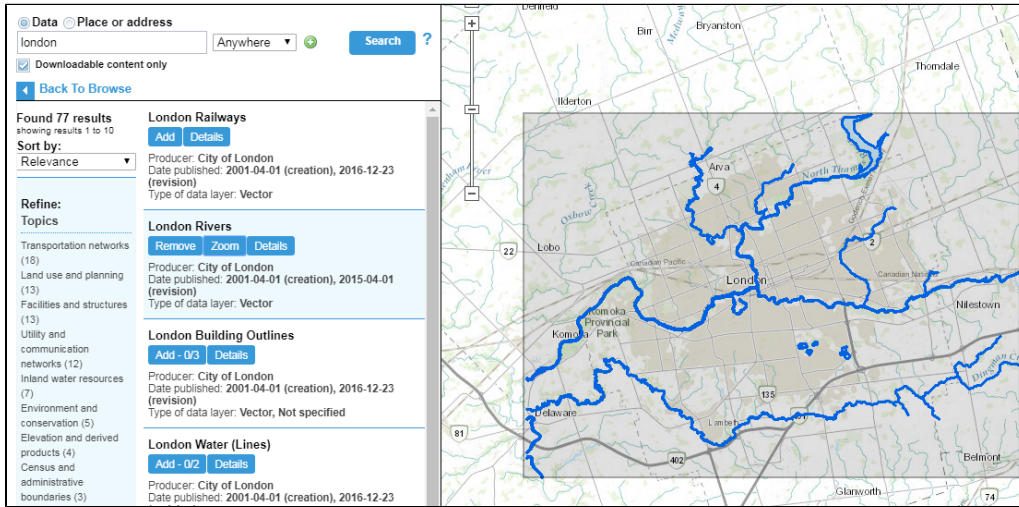 Data Place or address
london Anywhere Search ?
Downloadable content only
Back To Browse
Found 77 results
showing results 1 to 10
Sort by:
Relevance
Refine:
Topics
Transportation networks
(18)
Land use and planning
(13)
Facilities and structures
(13)
Utility and
communication
networks (12)
Inland water resources
(7)
Environment and
conservation (5)
Elevation and derived
products (4)
Census and
administrative
boundaries (3)
London Railways
Add Details
Producer: City of London
Date published: 2001-04-01 (creation), 2016-12-23
(revision)
Type of data layer: Vector
London Rivers
Remove Zoom Details
Producer: City of London
Date published: 2001-04-01 (creation), 2015-04-01
(revision)
Type of data layer: Vector
London Building Outlines
Add - 0/3 Details
Producer: City of London
Date published: 2001-04-01 (creation), 2016-12-23
(revision)
Type of data layer: Vector, Not specified
London Water (Lines)
Add - 0/2 Details
Producer: City of London
Date published: 2001-04-01 (creation), 2016-12-23
Denfield
Birr
Bryanston
Thorndale
Ilderton
Arva
4
North Thames
Oxbow Creek
22
Lobo
2
Canadian Pacific
London
Canadian
Nilestown
Komoka
Provincial
Park
Komoka
Delaware
135
Lambeth
Dingman
81
402
Belmont
Glanworth
74